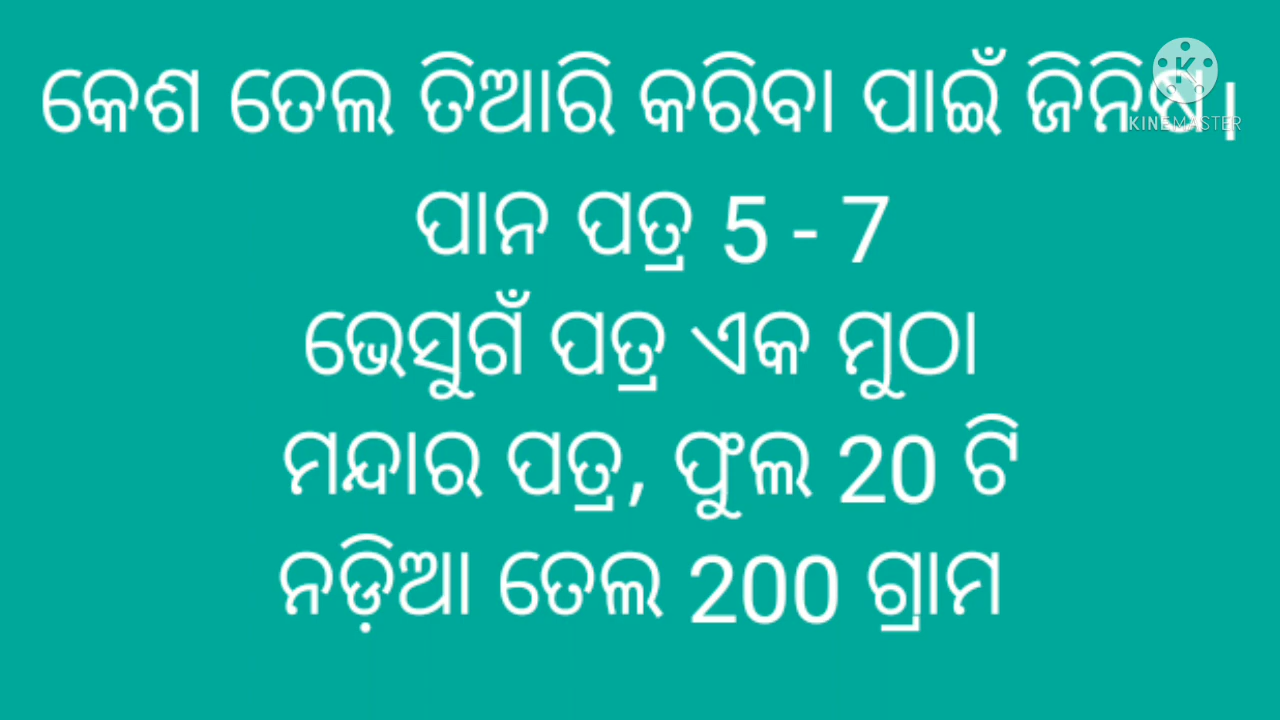 କେଶ ତେଲ ତିଆରି କରିବା ପାଇଁ ଜିନିଷ।
ପାନ ପତ୍ର 5 - 7
ଭେସୁଗଁ ପତ୍ର ଏକ ମୁଠା
ମନ୍ଦାର ପତ୍ର, ଫୁଲ 20 ଟି
ନଡ଼ିଆ ତେଲ 200 ଗ୍ରାମ
KINEMASTER